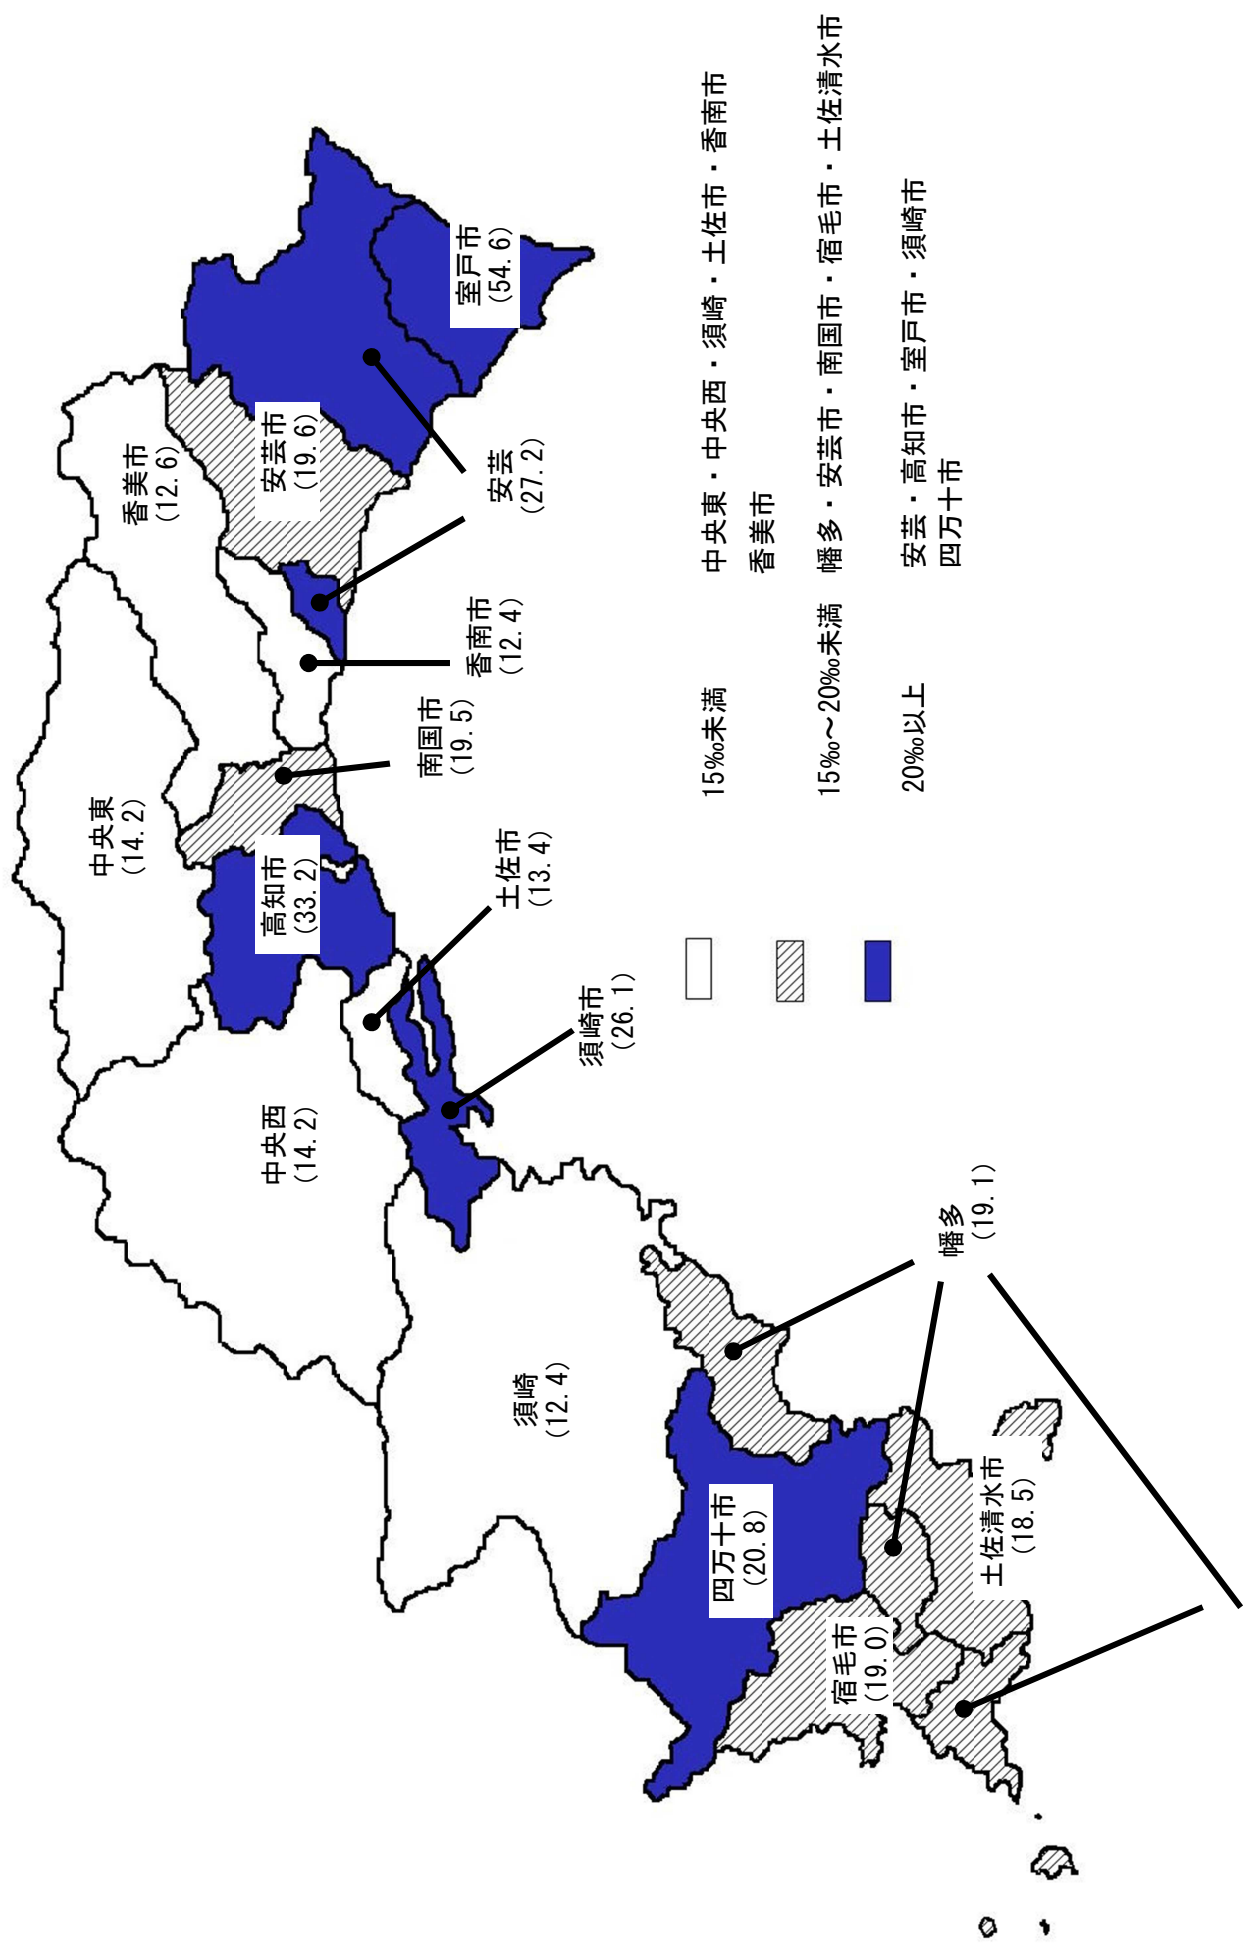 中央東
(14.2)
香美市
(12.6)
安芸市
(19.6)
室戸市
(54.6)
安芸
(27.2)
香南市
(12.4)
南国市
(19.5)
高知市
(33.2)
土佐市
(13.4)
中央西
(14.2)
須崎市
(26.1)
須崎
(12.4)
幡多
(19.1)
四万十市
(20.8)
宿毛市
(19.0)
土佐清水市
(18.5)
15‰未満 中央東・中央西・須崎・土佐市・香南市
香美市
15‰～20‰未満 幡多・安芸市・南国市・宿毛市・土佐清水市
20‰以上 安芸・高知市・室戸市・須崎市
四万十市